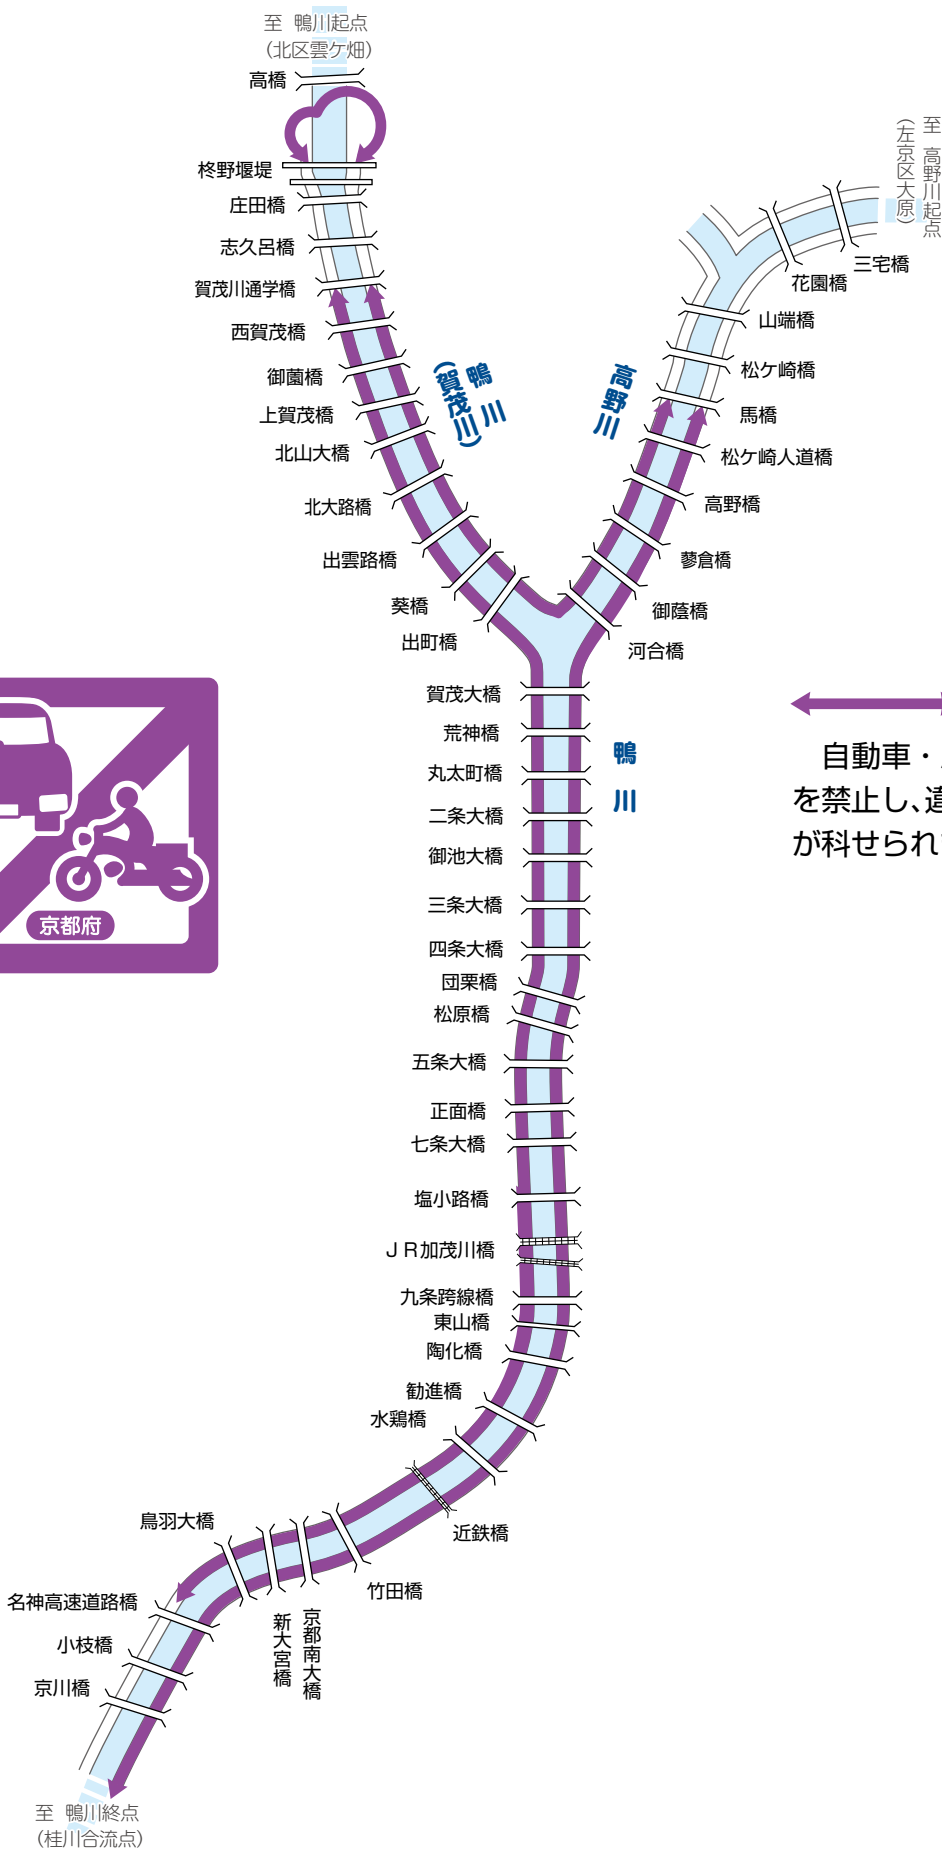 至 鴨川起点
（北区雲ケ畑）
高橋
柊野堰堤
庄田橋
志久呂橋
賀茂川通学橋
西賀茂橋
御薗橋
上賀茂橋
北山大橋
北大路橋
出雲路橋
葵橋
出町橋
鴨川
（賀茂川）
至 高野川起点
（左京区大原）
三宅橋
花園橋
山端橋
松ケ崎橋
馬橋
松ケ崎人道橋
高野橋
蓼倉橋
御蔭橋
河合橋
高野川
賀茂大橋
荒神橋
丸太町橋
二条大橋
御池大橋
三条大橋
四条大橋
団栗橋
松原橋
五条大橋
正面橋
七条大橋
塩小路橋
ＪＲ加茂川橋
九条跨線橋
東山橋
陶化橋
勧進橋
水鶏橋
近鉄橋
竹田橋
京都南大橋
新大宮橋
鳥羽大橋
名神高速道路橋
小枝橋
京川橋
至 鴨川終点
（桂川合流点）
鴨川
京都府
自動車・
を禁止し、
が科せられ